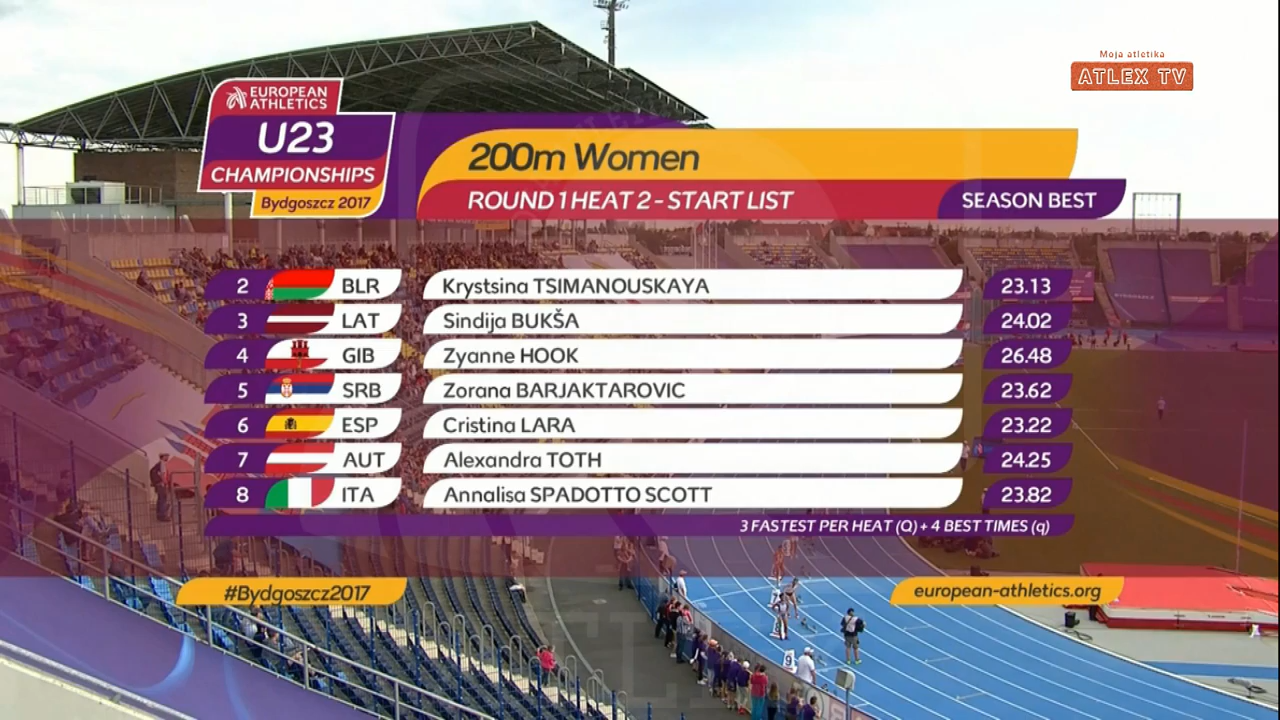 Moja atletika
ATLEX TV
EUROPEAN
ATHLETICS
U23
CHAMPIONSHIPS
Bydgoszcz 2017
200m Women
ROUND 1 HEAT 2 - START LIST
SEASON BEST
2 BLR Krystsina TSIMANOUSKAYA 23.13
3 LAT Sindija BUKŠA 24.02
4 GIB Zyanne HOOK 26.48
5 SRB Zorana BARJAKTAROVIC 23.62
6 ESP Cristina LARA 23.22
7 AUT Alexandra TOTH 24.25
8 ITA Annalisa SPADOTTO SCOTT 23.82
3 FASTEST PER HEAT (Q) + 4 BEST TIMES (q)
#Bydgoszcz2017
european-athletics.org
9